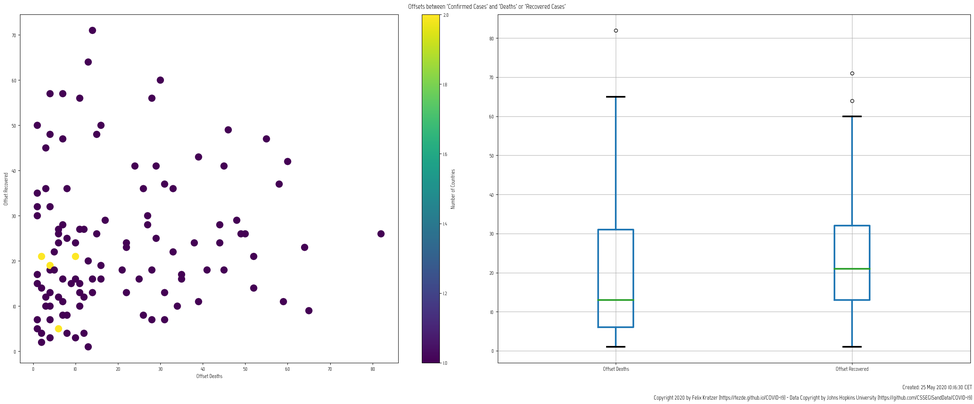 Offsets between 'Confirmed Cases' and 'Deaths' or 'Recovered Cases'
70
60
50
40
30
20
10
0
Offset Recovered
0 10 20 30 40 50 60 70 80
Offset Deaths
2.0
1.8
1.6
1.4
1.2
1.0
Number of Countries
80
70
60
50
40
30
20
10
0
Offset Deaths Offset Recovered
Created: 25 May 2020 10:16:30 CET
Copyright 2020 by Felix Kratzer (https://fezde.github.io/COVID-19) - Data Copyright by Johns Hopkins University (https://github.com/CSSEGISandData/COVID-19)